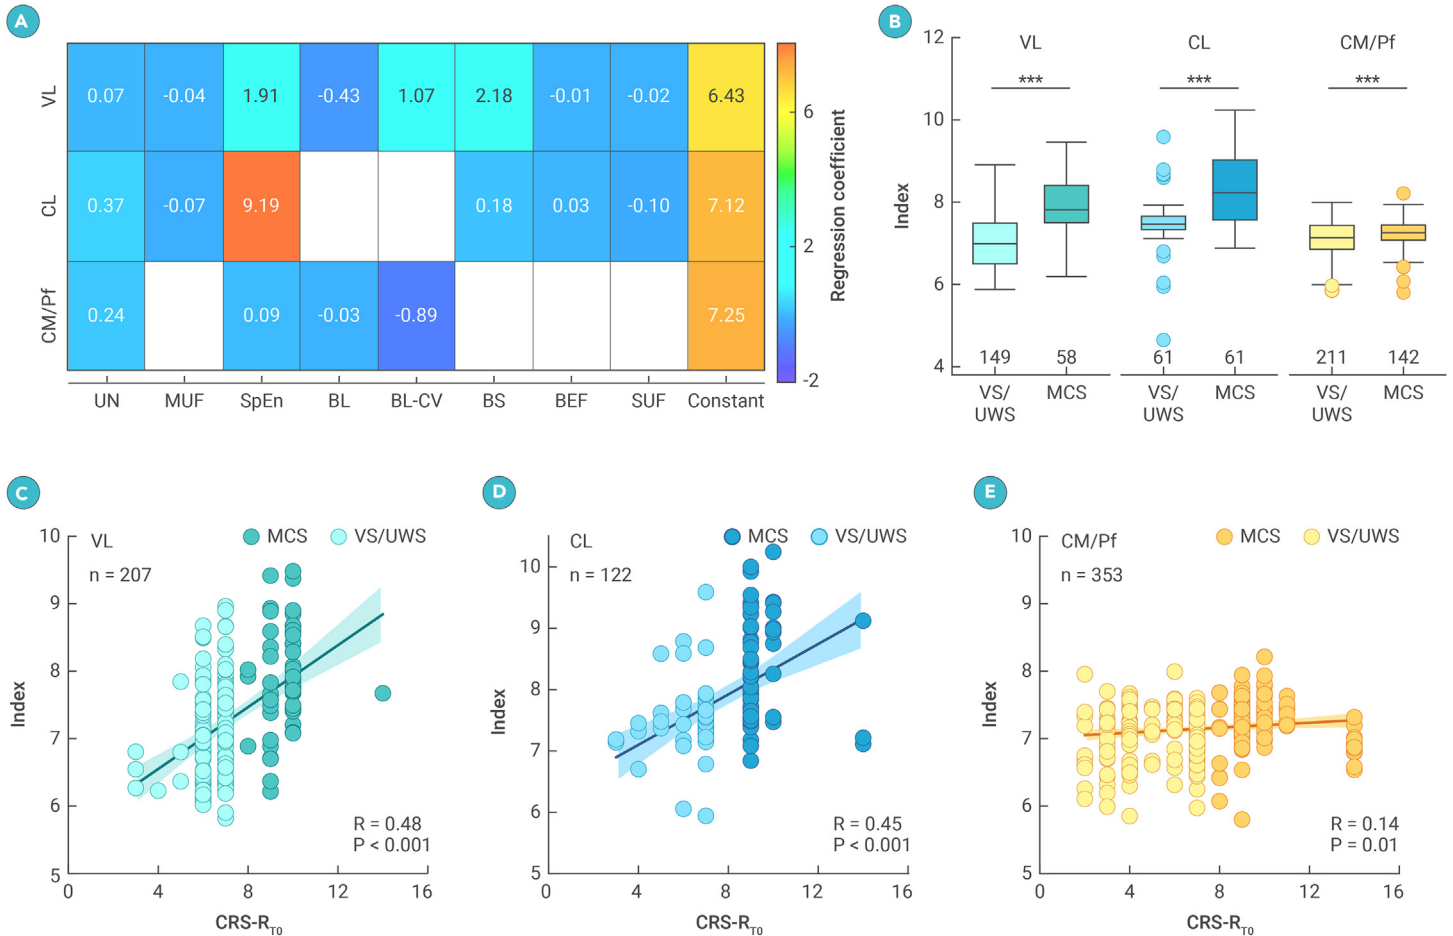 A
VL
0.07 -0.04 1.91 -0.43 1.07 2.18 -0.01 -0.02 6.43
CL
0.37 -0.07 9.19 0.18 0.03 -0.10 7.12
CM/Pf
0.24 0.09 -0.03 -0.89 7.25
UN MUF SpEn BL BL-CV BS BEF SUF Constant
6
2
-2
Regression coefficient
B
12
10
8
6
4
Index
VL CL CM/Pf
*** *** ***
149 58 61 61 211 142
VS/ MCS VS/ MCS VS/ MCS
UWS UWS UWS
C
10
9
8
7
6
5
Index
VL
n = 207
MCS VS/UWS
R = 0.48
P < 0.001
0 4 8 12 16
CRS-RT0
D
10
9
8
7
6
5
Index
CL
n = 122
MCS VS/UWS
R = 0.45
P < 0.001
0 4 8 12 16
CRS-RT0
E
10
9
8
7
6
5
Index
CM/Pf
n = 353
MCS VS/UWS
R = 0.14
P = 0.01
0 4 8 12 16
CRS-RT0